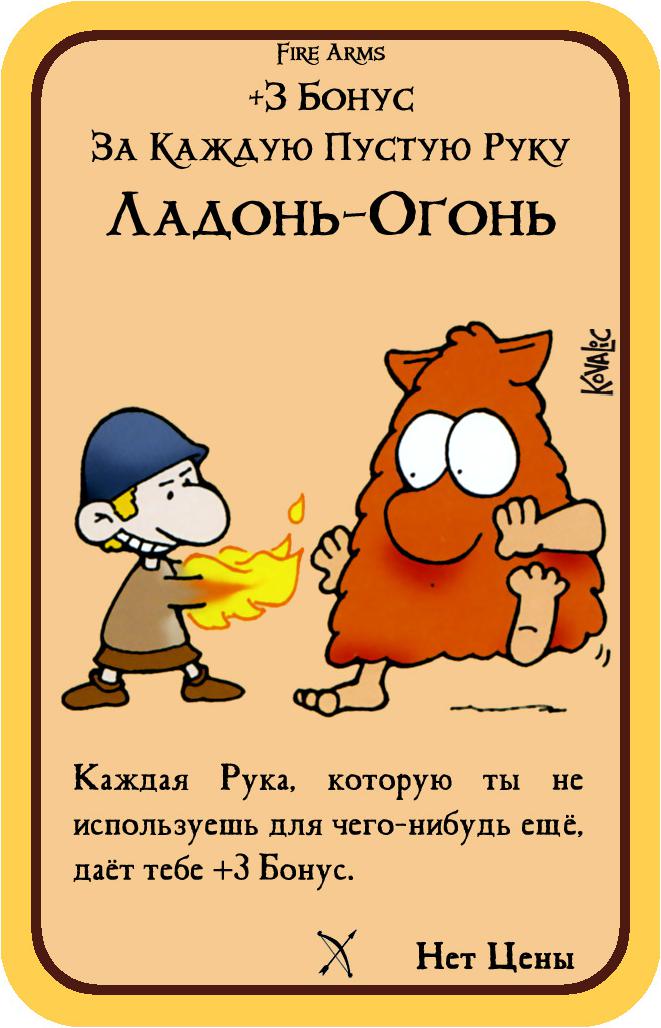 Fire Arms
+3 Бонус
За Каждую Пустую Руку
Ладонь-Огонь
Kovalic
Каждая Рука, которую ты не
используешь для чего-нибудь ещё,
даёт тебе +3 Бонус.
Нет Цены